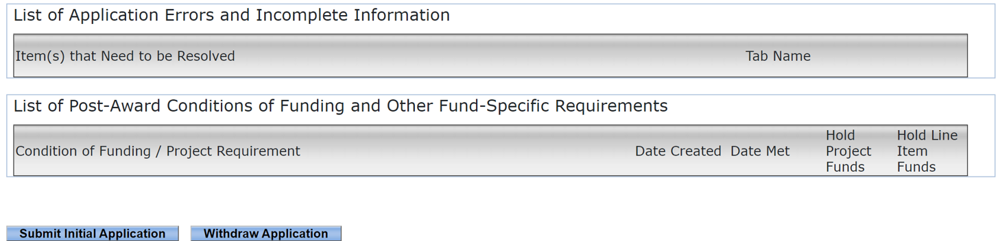 List of Application Errors and Incomplete Information
Item(s) that Need to be Resolved Tab Name
List of Post-Award Conditions of Funding and Other Fund-Specific Requirements
Condition of Funding / Project Requirement Date Created Date Met Hold Project Funds Hold Line Item Funds
Submit Initial Application Withdraw Application